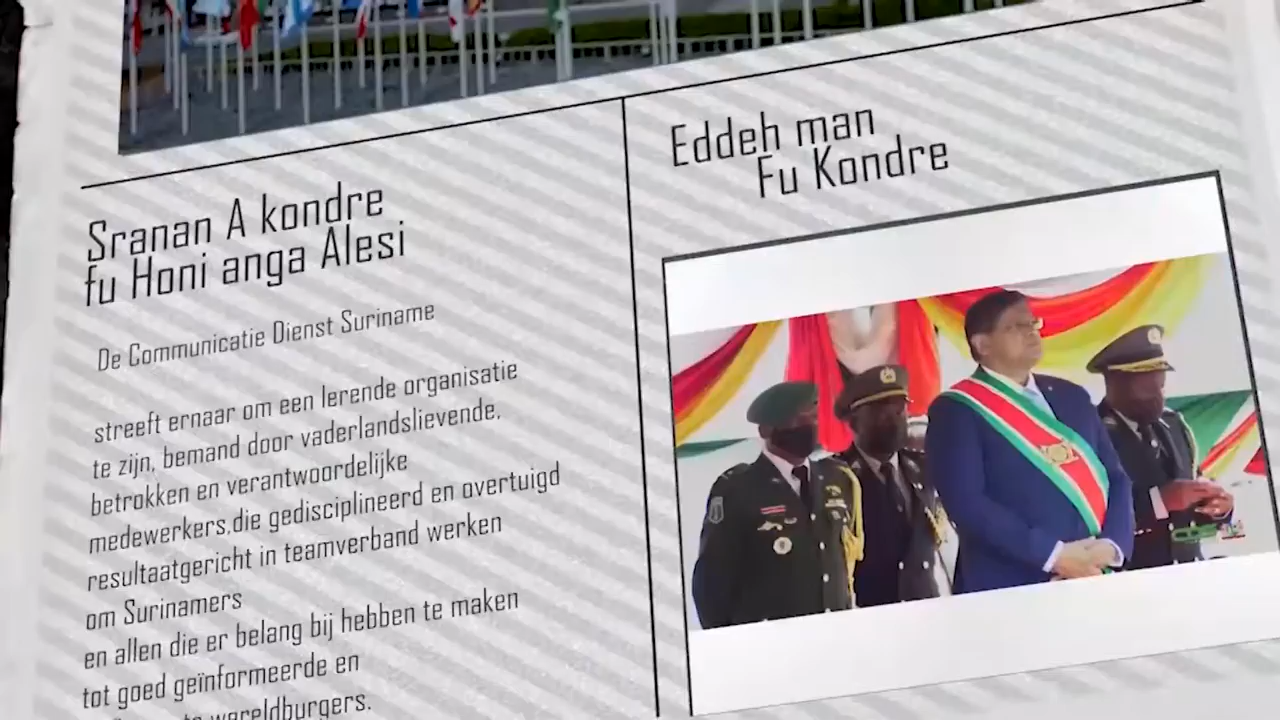 Sranan A kondre
fu Honi anga Alesi
De Communicatie Dienst Suriname
streeft ernaar om een lerende organisatie
te zijn, bemand door vaderlandslievende,
betrokken en verantwoordelijke
medewerkers,die gedisciplineerd en overtuigd
resultaatgericht in teamverband werken
om Surinamers
en allen die er belang bij hebben te maken
tot goed geïnformeerde en
wereldburgers.
Eddeh man
Fu Kondre